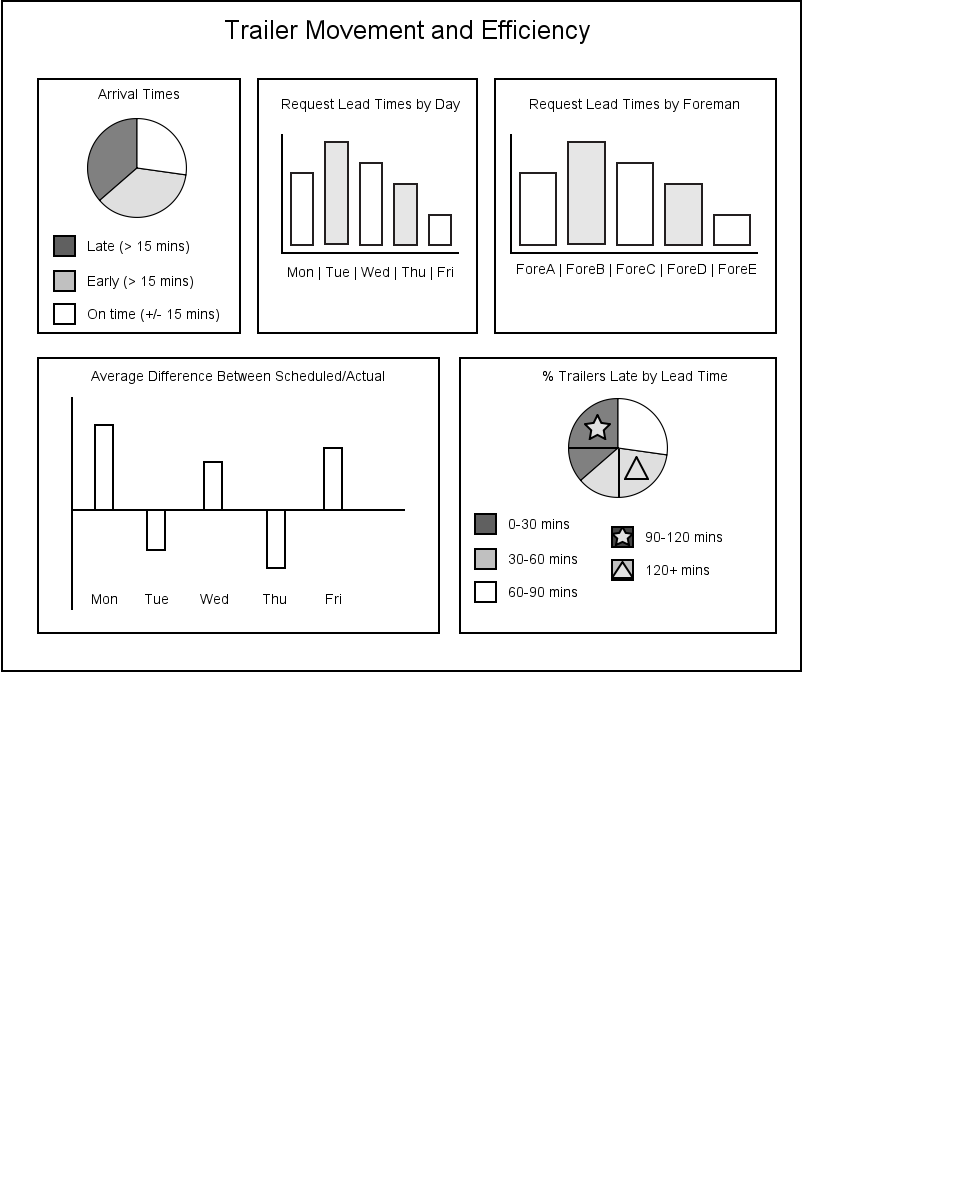 Trailer Movement and Efficiency
Arrival Times
Late (> 15 mins)
Early (> 15 mins)
On time (+/- 15 mins)
Request Lead Times by Day
Mon | Tue | Wed | Thu | Fri
Request Lead Times by Foreman
ForeA | ForeB | ForeC | ForeD | ForeE
Average Difference Between Scheduled/Actual
Mon Tue Wed Thu Fri
% Trailers Late by Lead Time
0-30 mins
30-60 mins
60-90 mins
90-120 mins
120+ mins